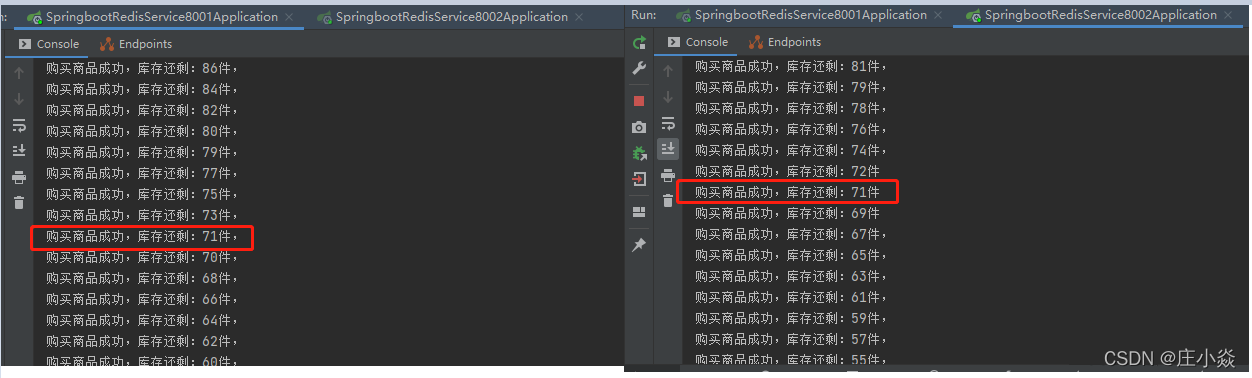 SpringbootRedisService8001Application × SpringbootRedisService8002Application ×
Console Endpoints
购买商品成功，库存还剩：86件，
购买商品成功，库存还剩：84件，
购买商品成功，库存还剩：82件，
购买商品成功，库存还剩：80件，
购买商品成功，库存还剩：79件，
购买商品成功，库存还剩：77件，
购买商品成功，库存还剩：75件，
购买商品成功，库存还剩：73件，
购买商品成功，库存还剩：71件，
购买商品成功，库存还剩：70件，
购买商品成功，库存还剩：68件，
购买商品成功，库存还剩：66件，
购买商品成功，库存还剩：64件，
购买商品成功，库存还剩：62件，
购买商品成功，库存还剩：60件，
Run: SpringbootRedisService8001Application × SpringbootRedisService8002Application ×
Console Endpoints
购买商品成功，库存还剩：81件，
购买商品成功，库存还剩：79件，
购买商品成功，库存还剩：78件，
购买商品成功，库存还剩：76件，
购买商品成功，库存还剩：74件，
购买商品成功，库存还剩：72件
购买商品成功，库存还剩：71件
购买商品成功，库存还剩：69件
购买商品成功，库存还剩：67件，
购买商品成功，库存还剩：65件，
购买商品成功，库存还剩：63件，
购买商品成功，库存还剩：61件，
购买商品成功，库存还剩：59件，
购买商品成功，库存还剩：57件，
购买商品成功，库存还剩：55件，
CSDN @庄小焱